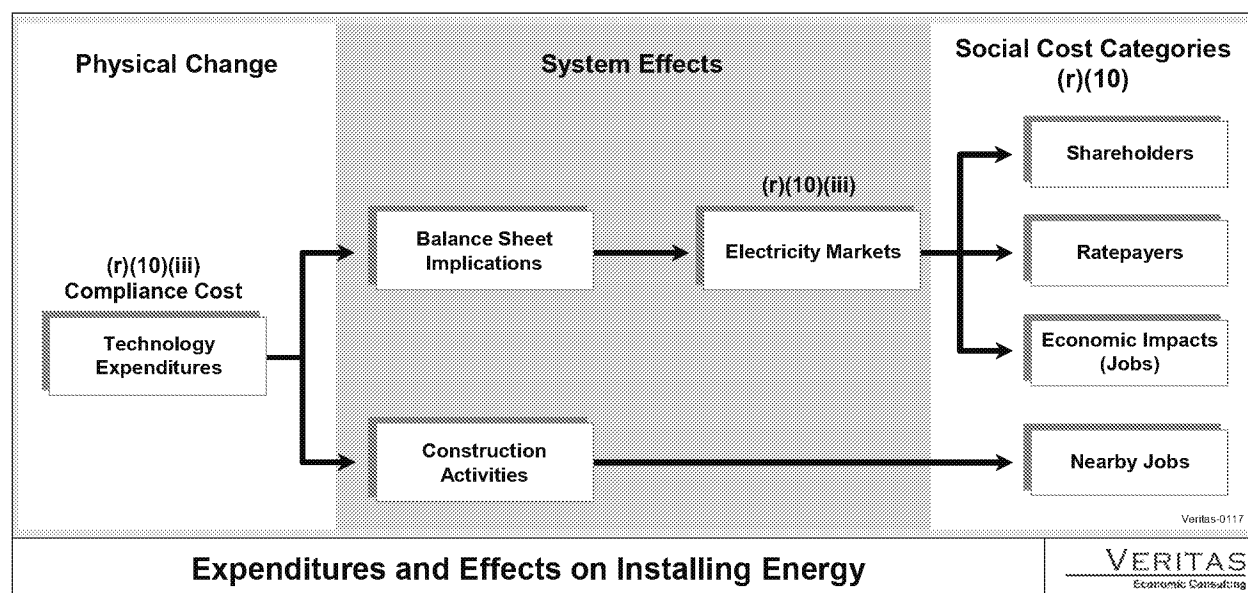 Physical Change
System Effects
Social Cost Categories
(r)(10)
Shareholders
(r)(10)(iii)
Balance Sheet
Implications
Electricity Markets
Ratepayers
(r)(10)(iii)
Compliance Cost
Technology
Expenditures
Economic Impacts
(Jobs)
Construction
Activities
Nearby Jobs
Veritas-0117
Expenditures and Effects on Installing Energy
VERITAS
Economic Consulting